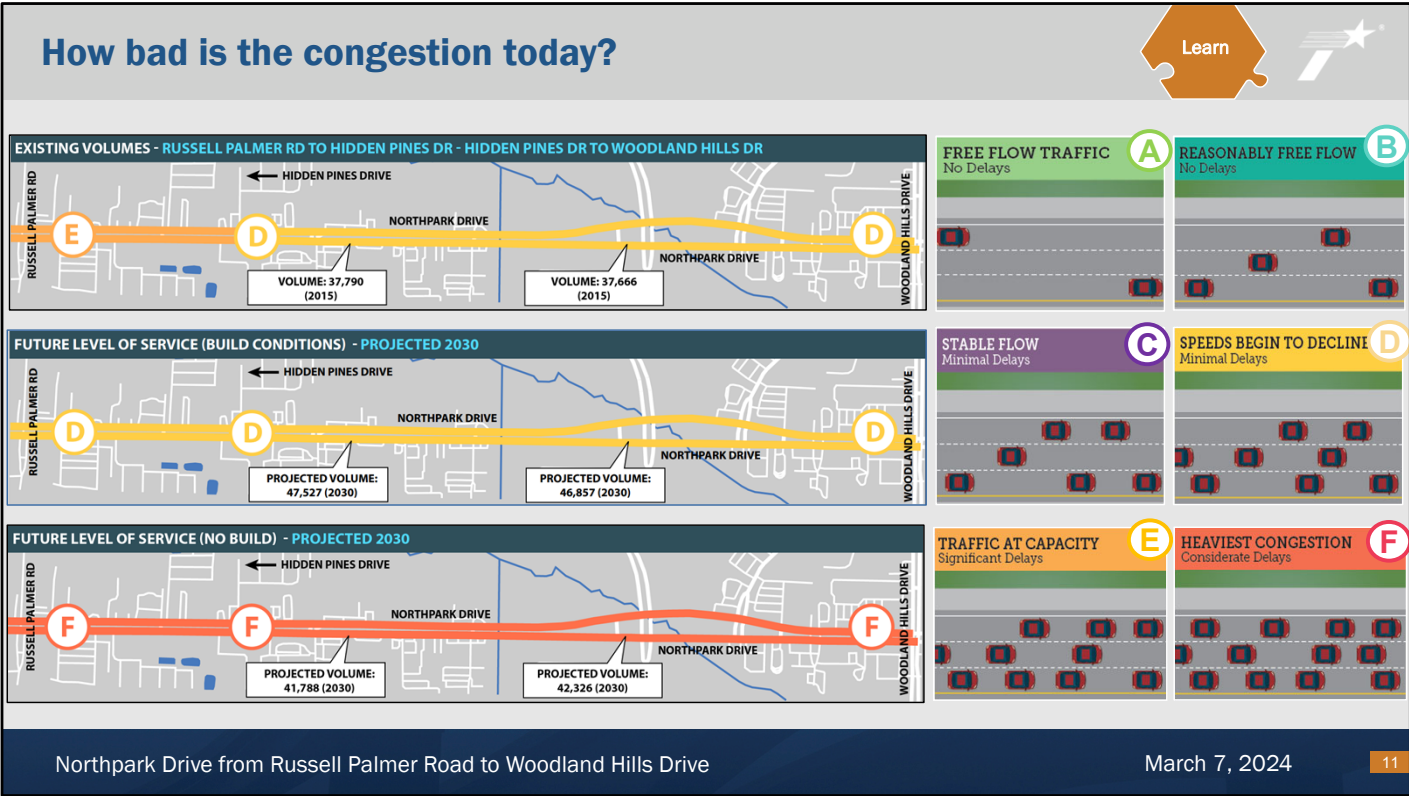 How bad is the congestion today?
Learn
EXISTING VOLUMES - RUSSELL PALMER RD TO HIDDEN PINES DR - HIDDEN PINES DR TO WOODLAND HILLS DR
RUSSELL PALMER RD
HIDDEN PINES DRIVE
E
D
NORTHPARK DRIVE
VOLUME: 37,790
(2015)
VOLUME: 37,666
(2015)
NORTHPARK DRIVE
D
WOODLAND HILLS DRIVE
FUTURE LEVEL OF SERVICE (BUILD CONDITIONS) - PROJECTED 2030
RUSSELL PALMER RD
HIDDEN PINES DRIVE
D
D
NORTHPARK DRIVE
PROJECTED VOLUME:
47,527 (2030)
PROJECTED VOLUME:
46,857 (2030)
NORTHPARK DRIVE
D
WOODLAND HILLS DRIVE
FUTURE LEVEL OF SERVICE (NO BUILD) - PROJECTED 2030
RUSSELL PALMER RD
HIDDEN PINES DRIVE
F
F
NORTHPARK DRIVE
PROJECTED VOLUME:
41,788 (2030)
PROJECTED VOLUME:
42,326 (2030)
NORTHPARK DRIVE
F
WOODLAND HILLS DRIVE
FREE FLOW TRAFFIC
No Delays
A
REASONABLY FREE FLOW
No Delays
B
STABLE FLOW
Minimal Delays
C
SPEEDS BEGIN TO DECLINE
Minimal Delays
D
TRAFFIC AT CAPACITY
Significant Delays
E
HEAVIEST CONGESTION
Considerate Delays
F
Northpark Drive from Russell Palmer Road to Woodland Hills Drive
March 7, 2024
11